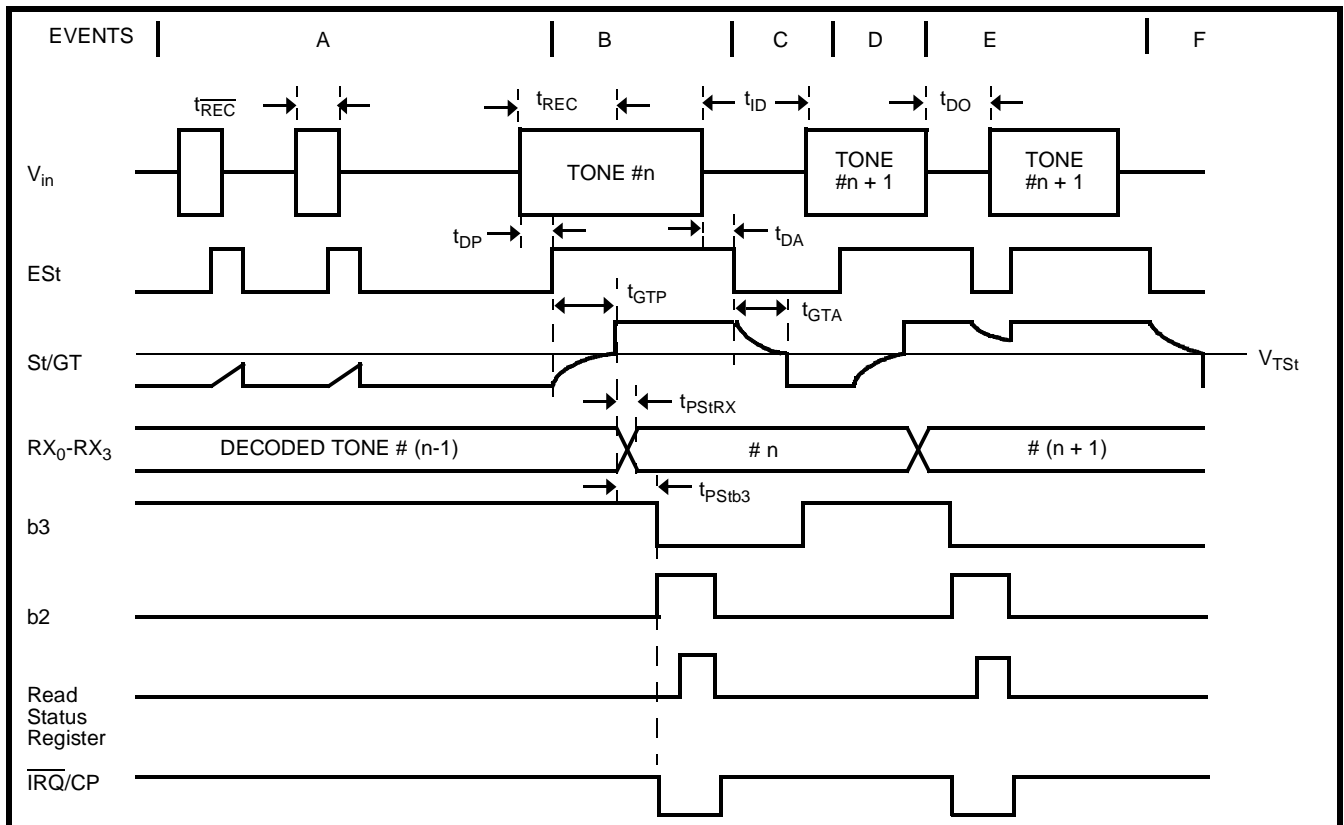 EVENTS A B C D E F
tREC tREC tID tDO
Vin TONE #n TONE #n + 1 TONE #n + 1
tDP tDA
ESt
tGTP tGTA
St/GT VTSt
tPStRX
RX0-RX3 DECODED TONE # (n-1) # n # (n + 1)
tPStb3
b3
b2
Read
Status
Register
IRQ/CP